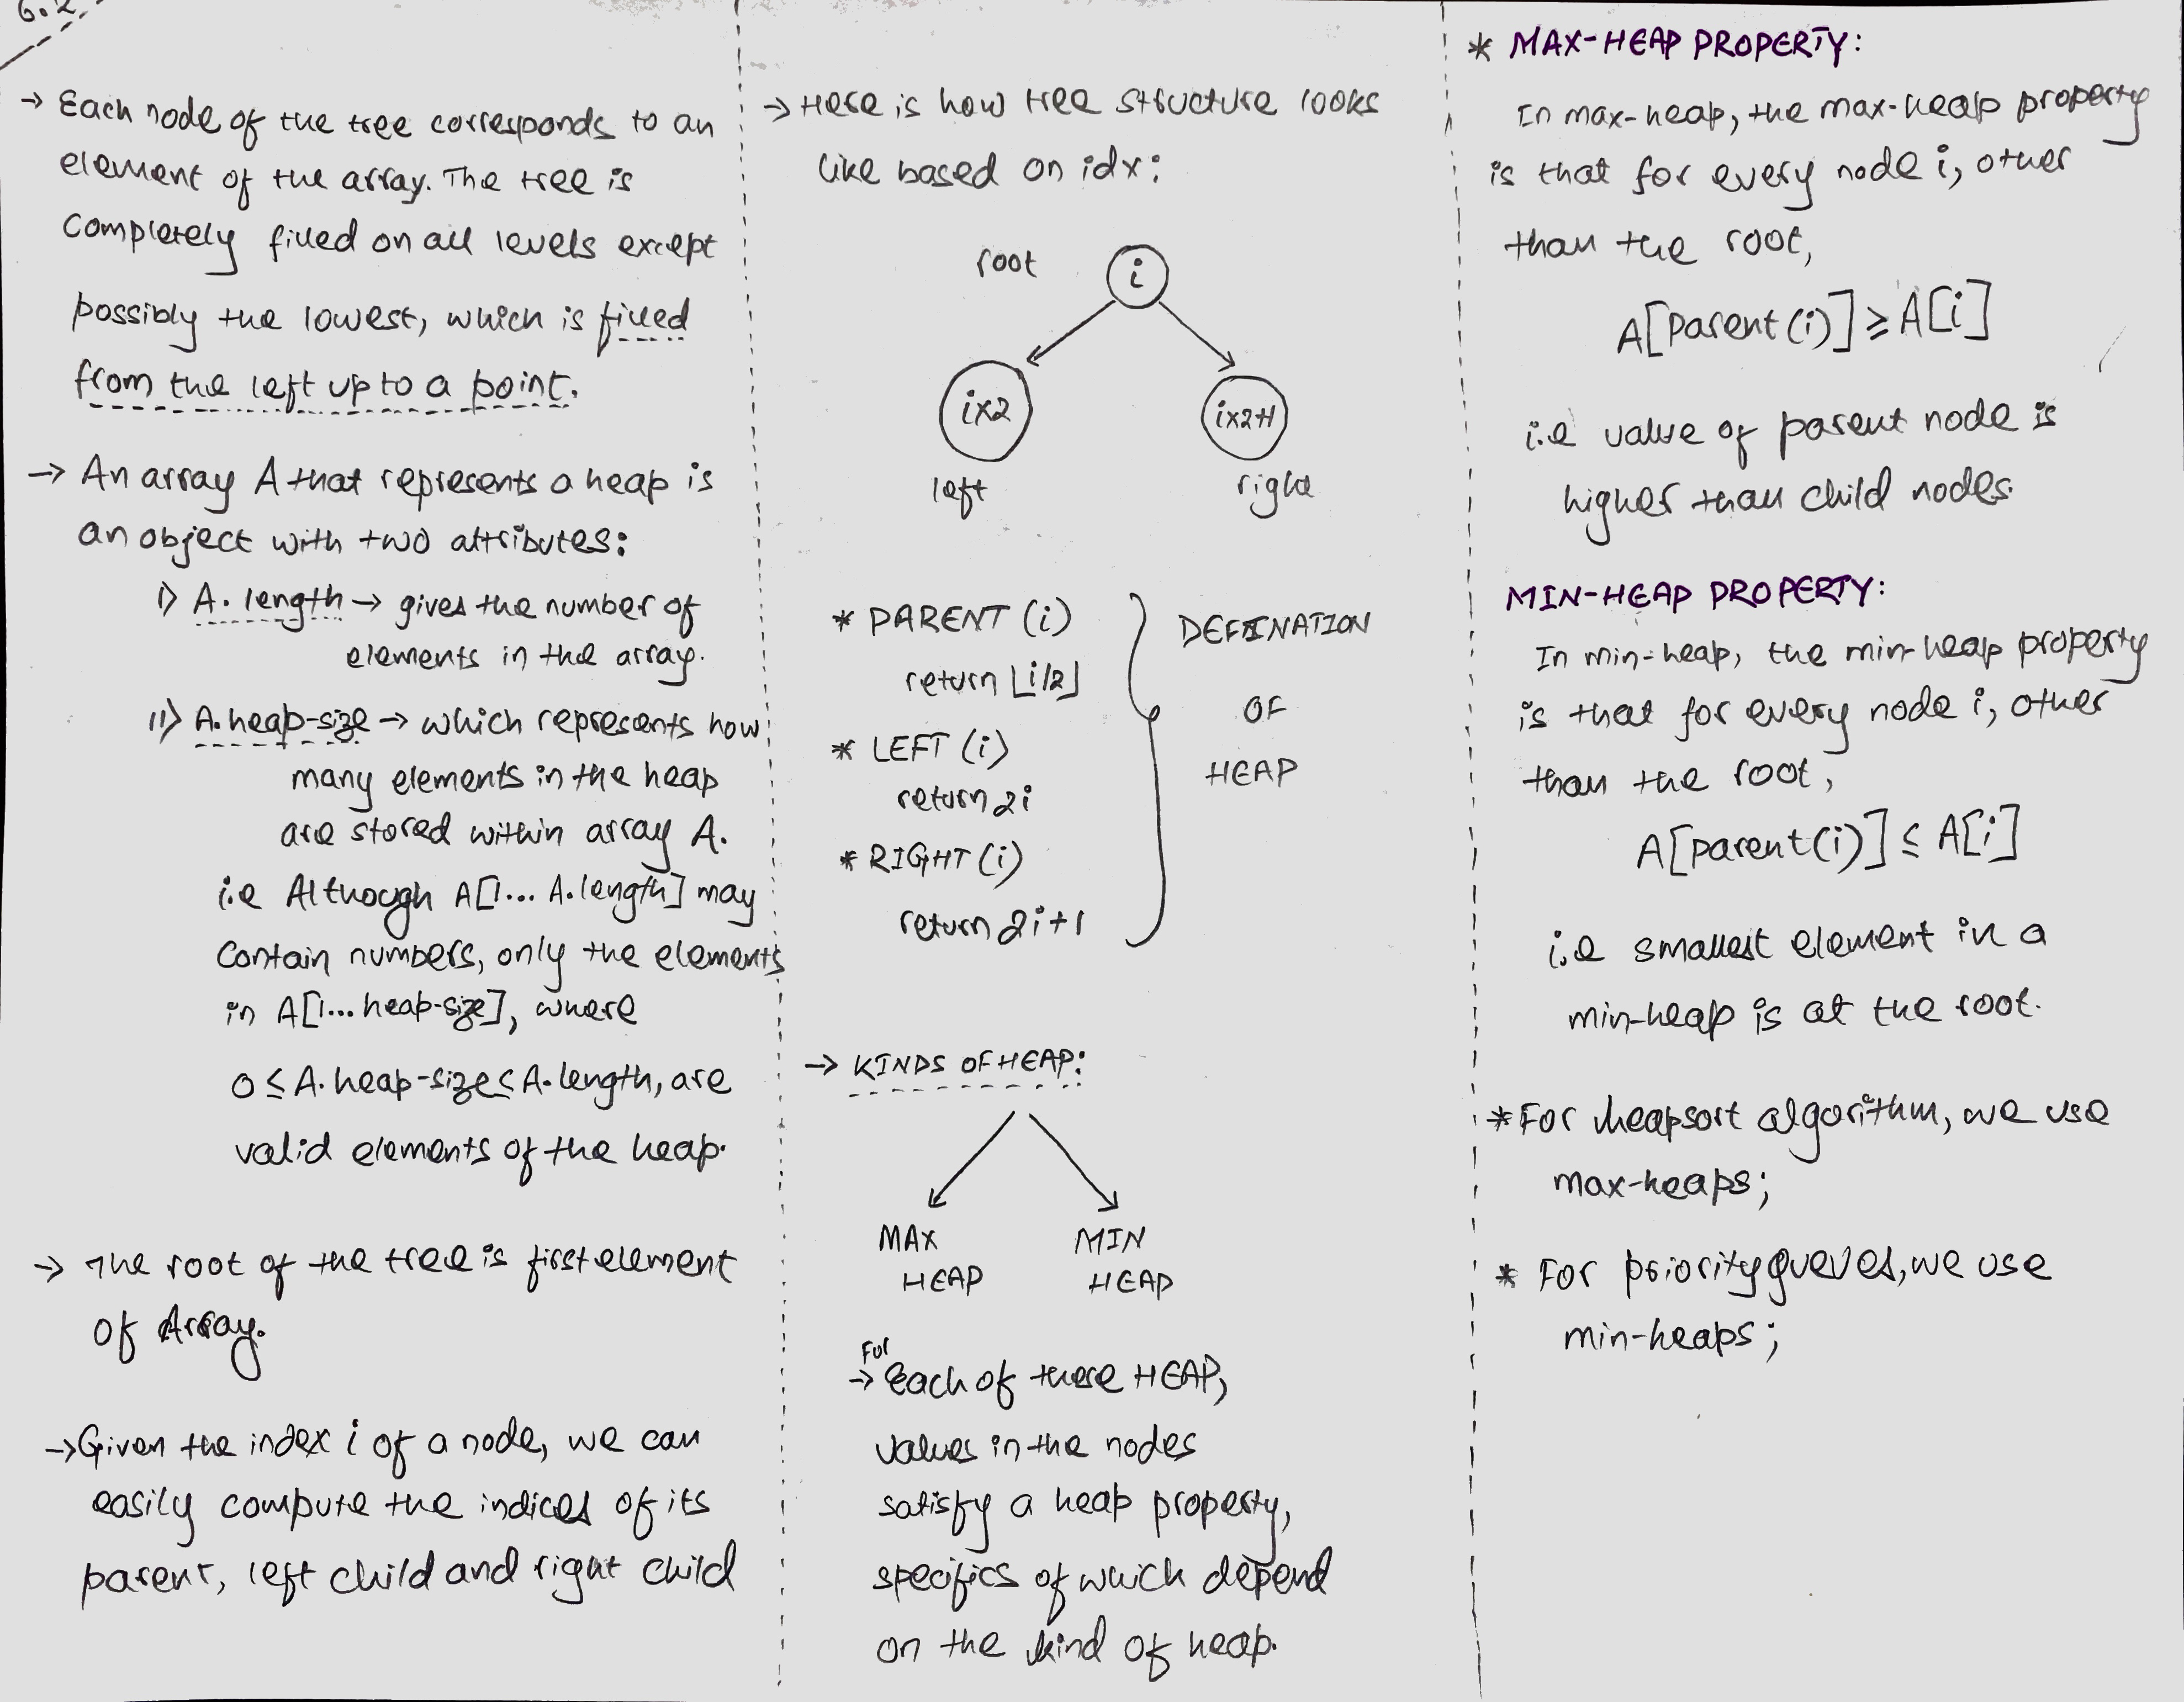 6.2
→ Each node of the tree corresponds to an
element of the array. The tree is
completely filled on all levels except
possibly the lowest, which is filled
from the left up to a point.
→ An array A that represents a heap is
an object with two attributes:
i) A.length → gives the number of
elements in the array.
ii) A.heap-size → which represents how
many elements in the heap
are stored within array A.
i.e Although A[1... A.length] may
contain numbers, only the elements
in A[1... heap-size], where
0 ≤ A.heap-size ≤ A.length, are
valid elements of the heap.
→ The root of the tree is first element
of Array.
→ Given the index i of a node, we can
easily compute the indices of its
parent, left child and right child
→ Here is how tree structure looks
like based on idx:
root
i
ix2
ix2+1
left
right
* PARENT (i)
return ⌊i/2⌋
* LEFT (i)
return 2i
* RIGHT (i)
return 2i+1
DEFINATION
OF
HEAP
→ KINDS OF HEAP:
MAX
HEAP
MIN
HEAP
For
→ Each of these HEAP,
values in the nodes
satisfy a heap property,
specifics of which depend
on the kind of heap.
* MAX-HEAP PROPERTY:
In max-heap, the max-heap property
is that for every node i, other
than the root,
A[Parent(i)] ≥ A[i]
i.e value of parent node is
higher than child nodes.
MIN-HEAP PROPERTY:
In min-heap, the min-heap property
is that for every node i, other
than the root,
A[parent(i)] ≤ A[i]
i.e smallest element in a
min-heap is at the root.
* For heapsort algorithm, we use
max-heaps;
* For priority queues, we use
min-heaps;